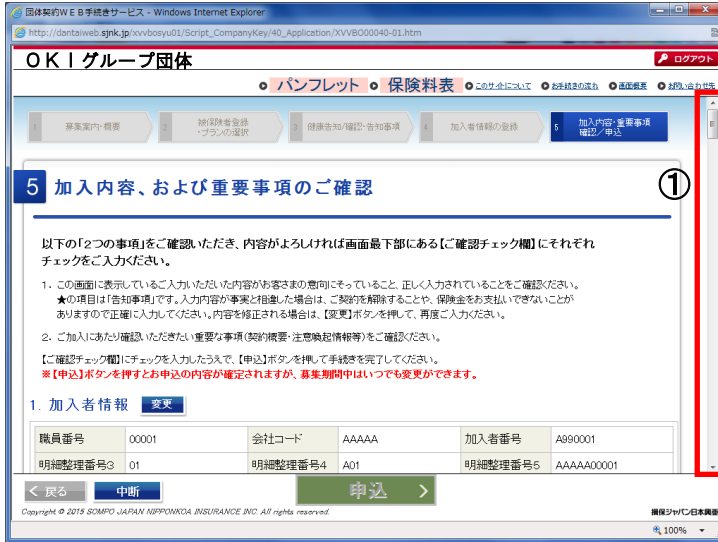 団体契約WEB手続きサービス - Windows Internet Explorer
http://dantaiweb.sjnk.jp/xvvbosyu01/Script_CompanyKey/40_Application/XVVBO00040-01.htm
OKIグループ団体
ログアウト
パンフレット 保険料表 このサイトについて お手続きの流れ 画面概要 お問い合わせ先
1 募集案内・概要
2 被保険者登録・プランの選択
3 健康告知/確認・告知事項
4 加入者情報の登録
5 加入内容・重要事項確認/申込
①
5 加入内容、および重要事項のご確認
以下の「2つの事項」をご確認いただき、内容がよろしければ画面最下部にある【ご確認チェック欄】にそれぞれ
チェックをご入力ください。
1. この画面に表示しているご入力いただいた内容がお客さまの意向にそっていること、正しく入力されていることをご確認ください。
★の項目は「告知事項」です。入力内容が事実と相違した場合は、ご契約を解除することや、保険金をお支払いできないことが
ありますので正確に入力してください。内容を修正される場合は、【変更】ボタンを押して、再度ご入力ください。
2. ご加入にあたり確認いただきたい重要な事項(契約概要・注意喚起情報等)をご確認ください。
【ご確認チェック欄】にチェックを入力したうえで、【申込】ボタンを押して手続きを完了してください。
※【申込】ボタンを押すとお申込の内容が確定されますが、募集期間中はいつでも変更ができます。
1. 加入者情報 変更
職員番号 00001 会社コード AAAAA 加入者番号 A990001
明細整理番号3 01 明細整理番号4 A01 明細整理番号5 AAAAA00001
< 戻る 中断 申込 >
Copyright © 2015 SOMPO JAPAN NIPPONKOA INSURANCE INC. All rights reserved.
損保ジャパン日本興亜
100%